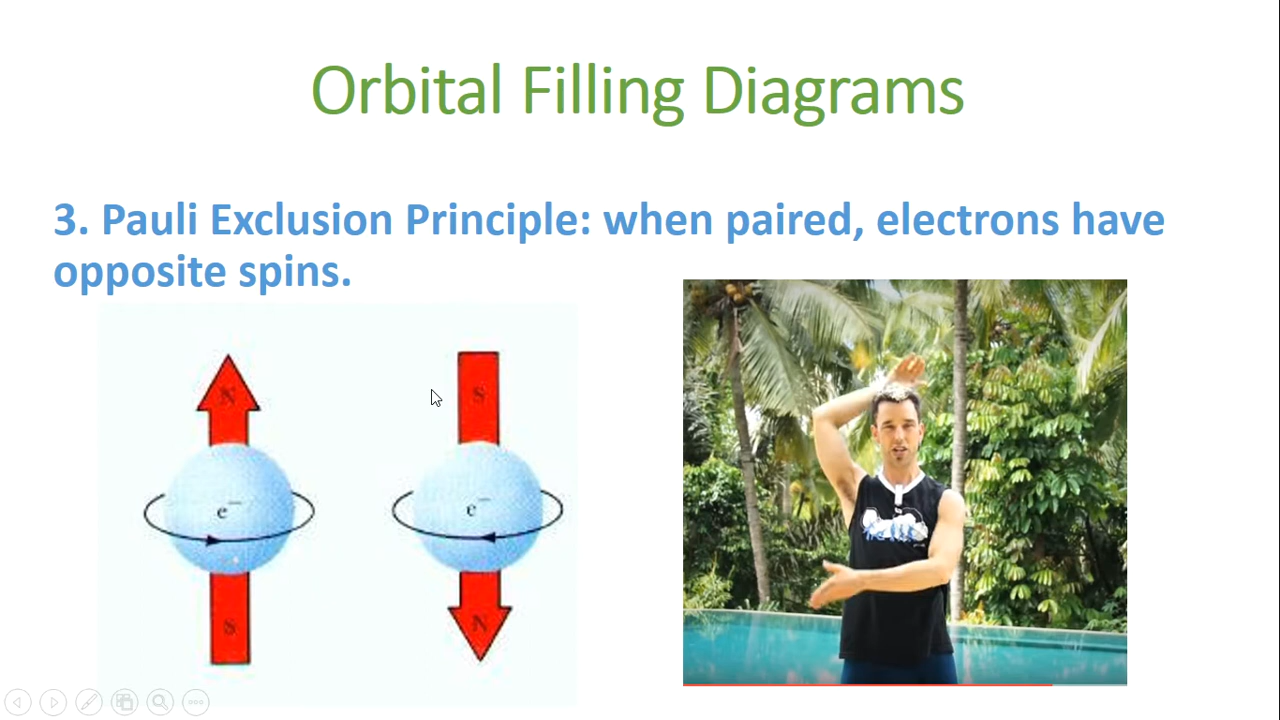 Orbital Filling Diagrams
3. Pauli Exclusion Principle: when paired, electrons have
opposite spins.
N
S
e⁻
e⁻
S
N